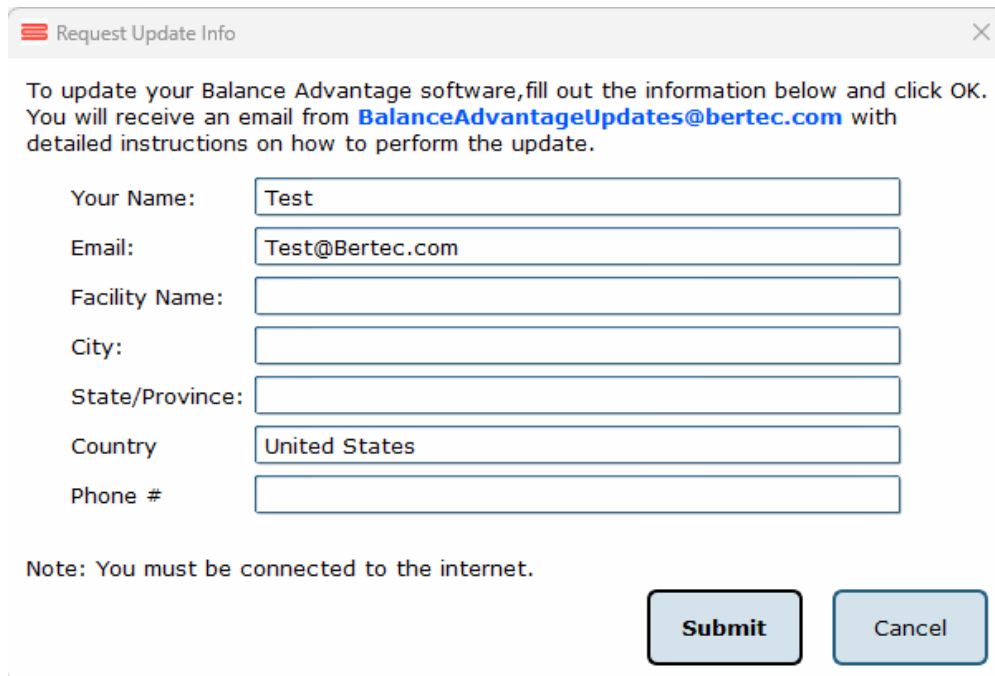 Request Update Info
To update your Balance Advantage software,fill out the information below and click OK.
You will receive an email from BalanceAdvantageUpdates@bertec.com with
detailed instructions on how to perform the update.
Your Name: Test
Email: Test@Bertec.com
Facility Name:
City:
State/Province:
Country United States
Phone #
Note: You must be connected to the internet.
Submit Cancel